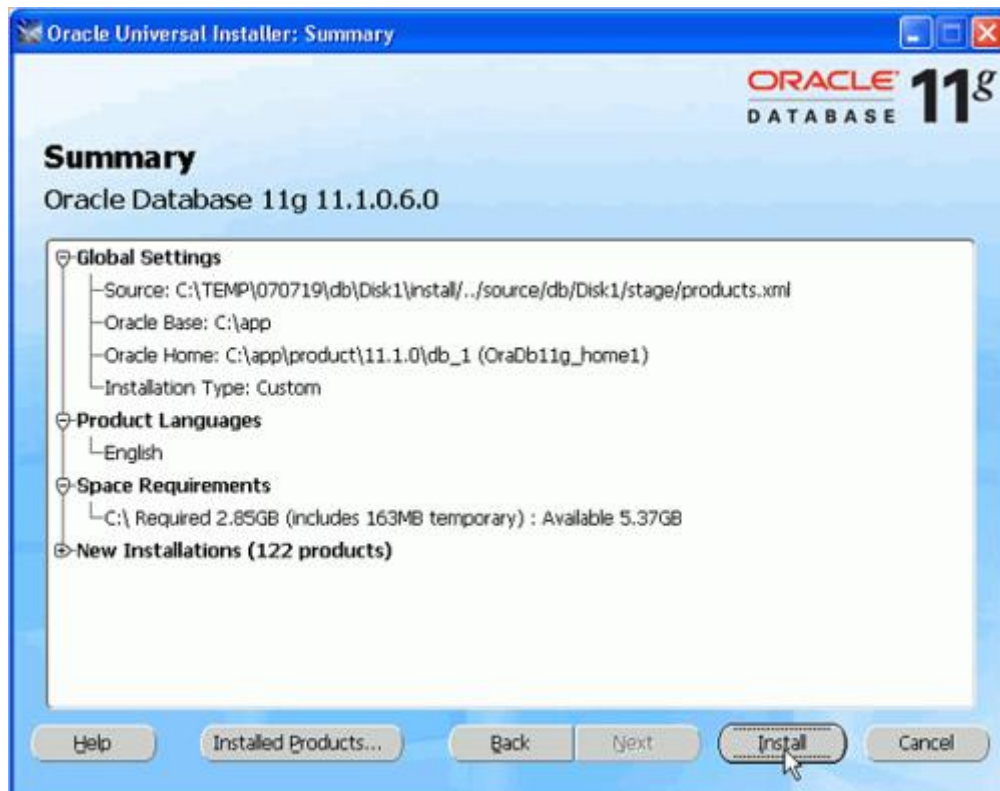 Oracle Universal Installer: Summary
ORACLE 11g
DATABASE
Summary
Oracle Database 11g 11.1.0.6.0
Global Settings
Source: C:\TEMP\070719\db\Disk1\install/../source/db/Disk1/stage/products.xml
Oracle Base: C:\app
Oracle Home: C:\app\product\11.1.0\db_1 (OraDb11g_home1)
Installation Type: Custom
Product Languages
English
Space Requirements
C:\ Required 2.85GB (includes 163MB temporary) : Available 5.37GB
New Installations (122 products)
Help Installed Products... Back Next Install Cancel